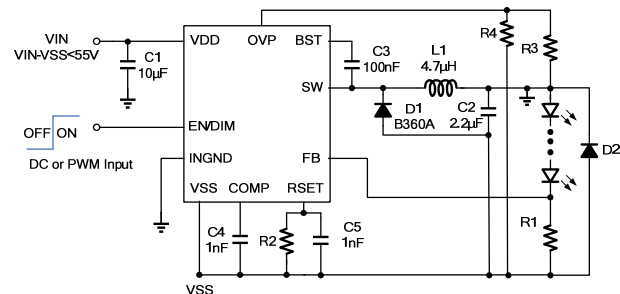 VIN
VIN-VSS<55V
C1
10µF
VDD
OVP
BST
SW
EN/DIM
INGND
FB
VSS
COMP
RSET
C3
100nF
L1
4.7µH
R4
R3
D1
B360A
C2
2.2µF
D2
OFF ON
DC or PWM Input
C4
1nF
R2
C5
1nF
R1
VSS